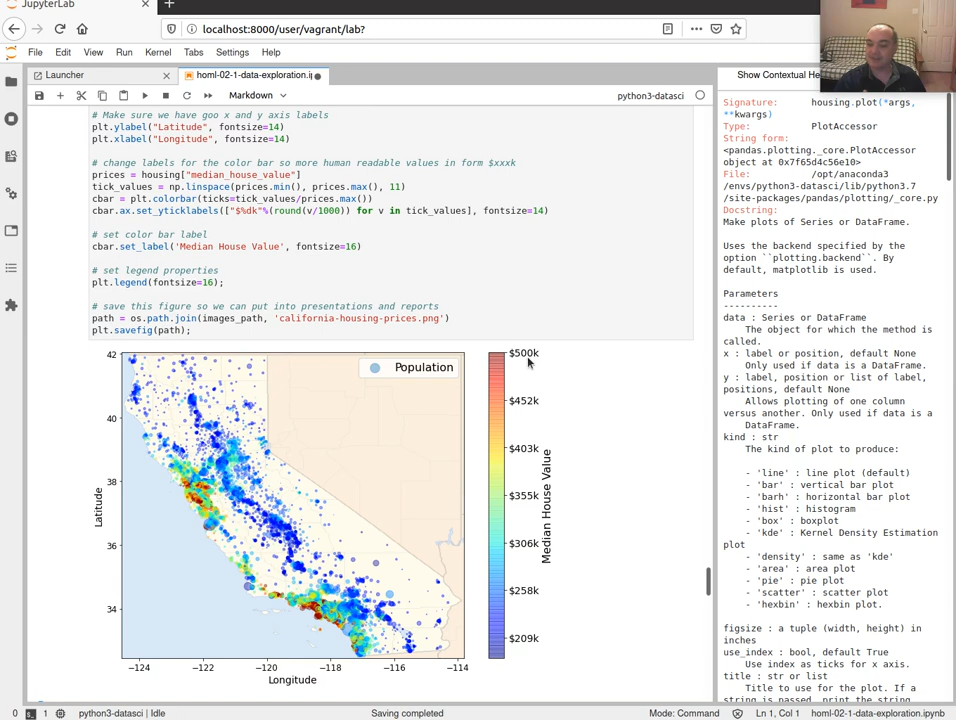 JupyterLab
localhost:8000/user/vagrant/lab?
File Edit View Run Kernel Tabs Settings Help
Launcher
homl-02-1-data-exploration.i
Show Contextual He
Markdown
python3-datasci
# Make sure we have goo x and y axis labels
plt.ylabel("Latitude", fontsize=14)
plt.xlabel("Longitude", fontsize=14)
# change labels for the color bar so more human readable values in form $xxxk
prices = housing["median_house_value"]
tick_values = np.linspace(prices.min(), prices.max(), 11)
cbar = plt.colorbar(ticks=tick_values/prices.max())
cbar.ax.set_yticklabels(["$%dk"%(round(v/1000)) for v in tick_values], fontsize=14)
# set color bar label
cbar.set_label('Median House Value', fontsize=16)
# set legend properties
plt.legend(fontsize=16);
# save this figure so we can put into presentations and reports
path = os.path.join(images_path, 'california-housing-prices.png')
plt.savefig(path);
42
40
38
36
34
Latitude
−124
−122
−120
−118
−116
−114
Longitude
Population
$500k
$452k
$403k
$355k
$306k
$258k
$209k
Median House Value
Signature: housing.plot(*args,
**kwargs)
Type: PlotAccessor
String form:
<pandas.plotting._core.PlotAccessor
object at 0x7f65d4c56e10>
File: /opt/anaconda3
/envs/python3-datasci/lib/python3.7
/site-packages/pandas/plotting/_core.py
Docstring:
Make plots of Series or DataFrame.
Uses the backend specified by the
option ``plotting.backend``. By
default, matplotlib is used.
Parameters
----------
data : Series or DataFrame
The object for which the method is
called.
x : label or position, default None
Only used if data is a DataFrame.
y : label, position or list of label,
positions, default None
Allows plotting of one column
versus another. Only used if data is a
DataFrame.
kind : str
The kind of plot to produce:
- 'line' : line plot (default)
- 'bar' : vertical bar plot
- 'barh' : horizontal bar plot
- 'hist' : histogram
- 'box' : boxplot
- 'kde' : Kernel Density Estimation
plot
- 'density' : same as 'kde'
- 'area' : area plot
- 'pie' : pie plot
- 'scatter' : scatter plot
- 'hexbin' : hexbin plot.
figsize : a tuple (width, height) in
inches
use_index : bool, default True
Use index as ticks for x axis.
title : str or list
Title to use for the plot. If a
string is passed, print the string
0
1
python3-datasci | Idle
Saving completed
Mode: Command
Ln 1, Col 1
homl-02-1-data-exploration.ipynb